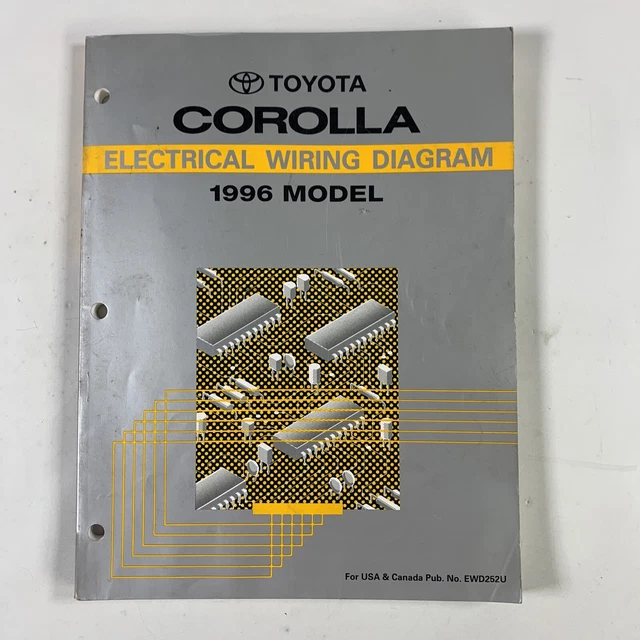 TOYOTA
COROLLA
ELECTRICAL WIRING DIAGRAM
1996 MODEL
For USA & Canada Pub. No. EWD252U